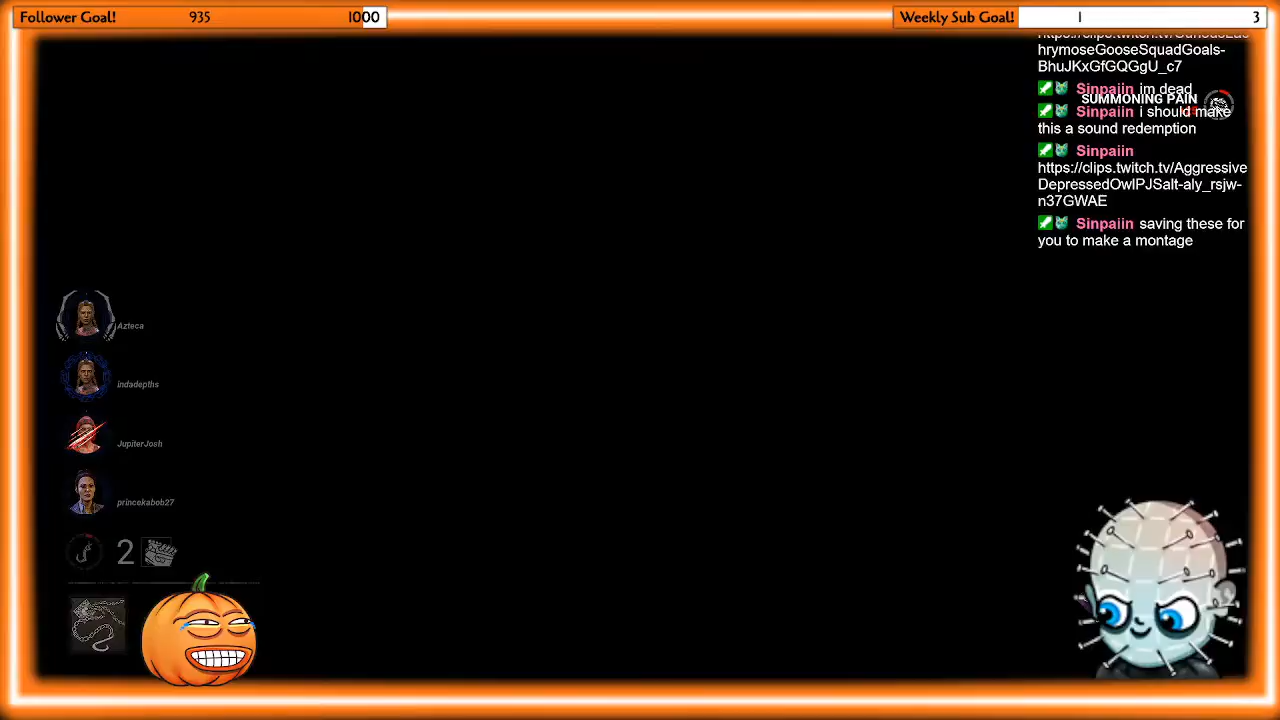 Follower Goal! 935 1000
Weekly Sub Goal! 1 3
hrymoseGooseSquadGoals-
BhuJKxGfGQGgU_c7
Sinpaiin im dead
SUMMONING PAIN
Sinpaiin i should make
this a sound redemption
Sinpaiin
https://clips.twitch.tv/Aggressive
DepressedOwlPJSalt-aly_rsjw-
n37GWAE
Sinpaiin saving these for
you to make a montage
Azteca
indadepths
JupiterJosh
princekabob27
2